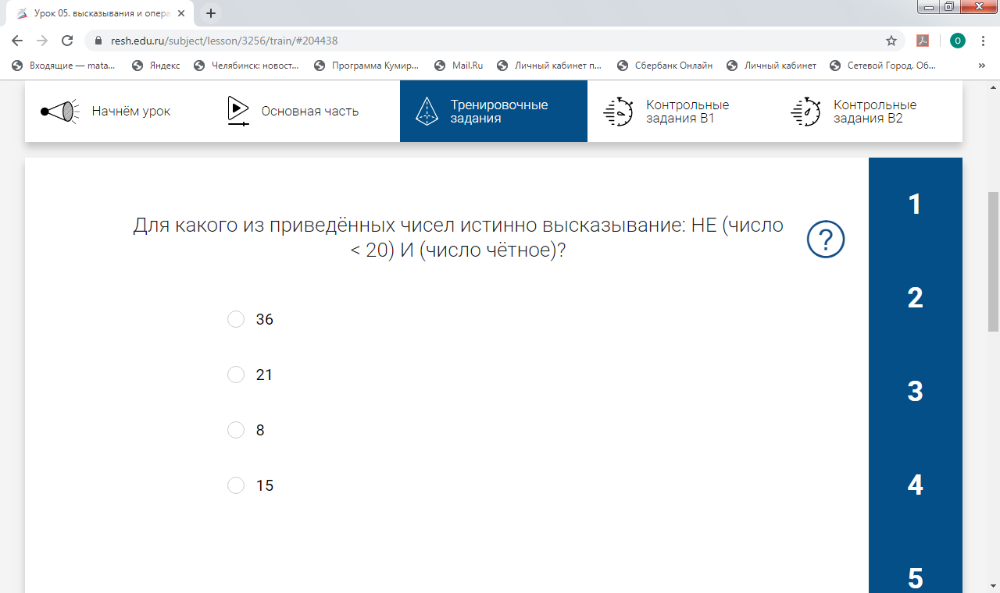 Урок 05. высказывания и опера
resh.edu.ru/subject/lesson/3256/train/#204438
O
Входящие — mata...
Яндекс
Челябинск: новост...
Программа Кумир...
Mail.Ru
Личный кабинет п...
Сбербанк Онлайн
Личный кабинет
Сетевой Город. Об...
»
Начнём урок
Основная часть
Тренировочные
задания
Контрольные
задания В1
Контрольные
задания В2
Для какого из приведённых чисел истинно высказывание: НЕ (число
< 20) И (число чётное)?
?
36
21
8
15
1
2
3
4
5